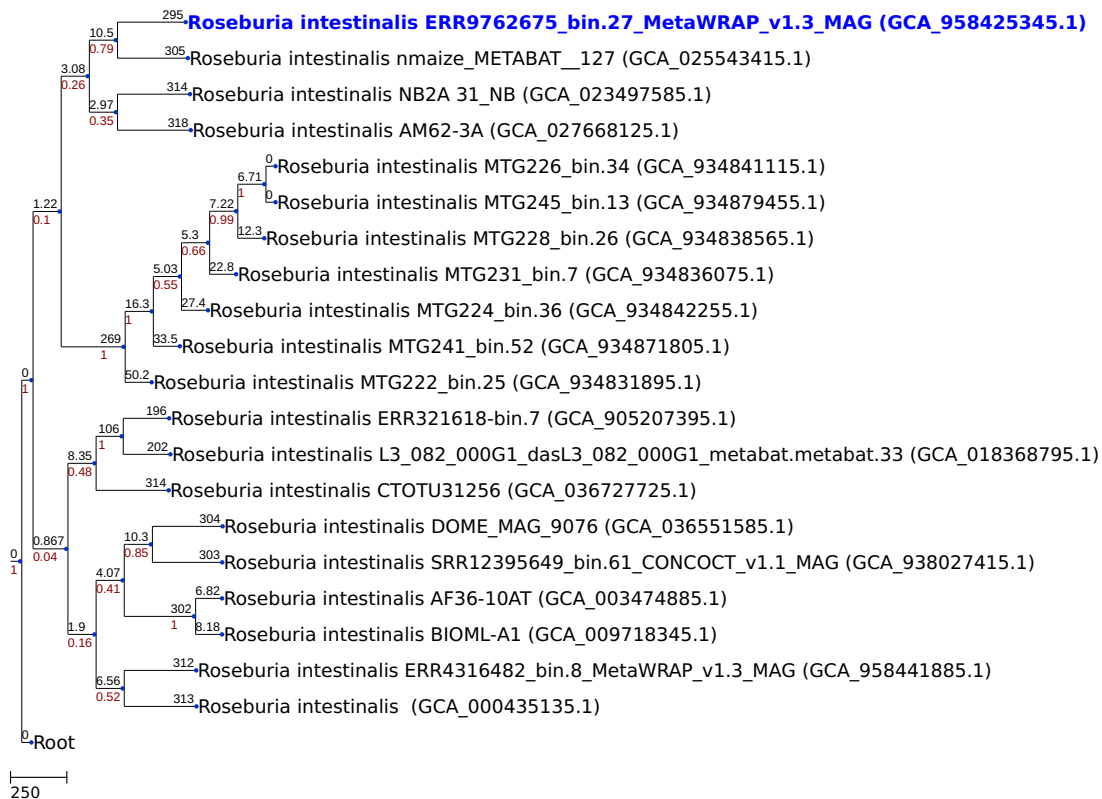 295
Roseburia intestinalis ERR9762675_bin.27_MetaWRAP_v1.3_MAG (GCA_958425345.1)
10.5
0.79
305
Roseburia intestinalis nmaize_METABAT__127 (GCA_025543415.1)
3.08
0.26
314
Roseburia intestinalis NB2A 31_NB (GCA_023497585.1)
2.97
0.35
318
Roseburia intestinalis AM62-3A (GCA_027668125.1)
0
Roseburia intestinalis MTG226_bin.34 (GCA_934841115.1)
6.71
1
0
Roseburia intestinalis MTG245_bin.13 (GCA_934879455.1)
1.22
0.1
7.22
0.99
12.3
Roseburia intestinalis MTG228_bin.26 (GCA_934838565.1)
5.3
0.66
22.8
Roseburia intestinalis MTG231_bin.7 (GCA_934836075.1)
5.03
0.55
27.4
Roseburia intestinalis MTG224_bin.36 (GCA_934842255.1)
16.3
1
33.5
Roseburia intestinalis MTG241_bin.52 (GCA_934871805.1)
269
1
50.2
Roseburia intestinalis MTG222_bin.25 (GCA_934831895.1)
0
1
196
Roseburia intestinalis ERR321618-bin.7 (GCA_905207395.1)
106
1
202
Roseburia intestinalis L3_082_000G1_dasL3_082_000G1_metabat.metabat.33 (GCA_018368795.1)
8.35
0.48
314
Roseburia intestinalis CTOTU31256 (GCA_036727725.1)
304
Roseburia intestinalis DOME_MAG_9076 (GCA_036551585.1)
10.3
0.85
303
Roseburia intestinalis SRR12395649_bin.61_CONCOCT_v1.1_MAG (GCA_938027415.1)
0.867
0.04
0
1
4.07
0.41
6.82
Roseburia intestinalis AF36-10AT (GCA_003474885.1)
302
1
8.18
Roseburia intestinalis BIOML-A1 (GCA_009718345.1)
1.9
0.16
312
Roseburia intestinalis ERR4316482_bin.8_MetaWRAP_v1.3_MAG (GCA_958441885.1)
6.56
0.52
313
Roseburia intestinalis  (GCA_000435135.1)
0
Root
250